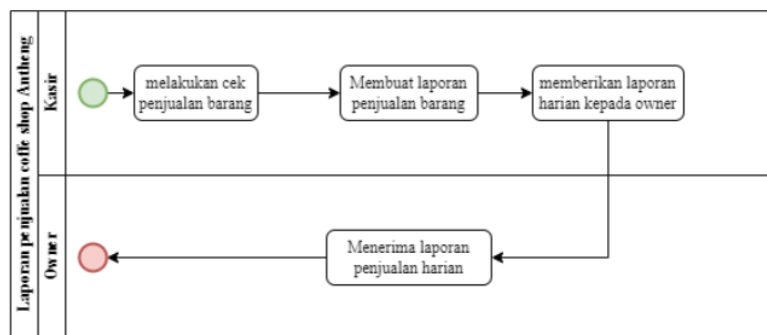 Laporan penjualan coffe shop Antheng
Kasir
melakukan cek
penjualan barang
Membuat laporan
penjualan barang
memberikan laporan
harian kepada owner
Owner
Menerima laporan
penjualan harian